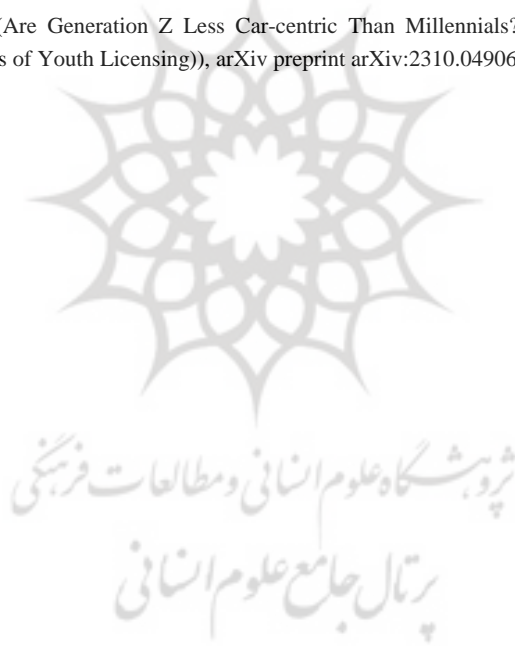 (Are Generation Z Less Car-centric Than Millennials?
s of Youth Licensing)), arXiv preprint arXiv:2310.04906
پژوهشگاه علوم انسانی و مطالعات فرهنگی
پرتال جامع علوم انسانی